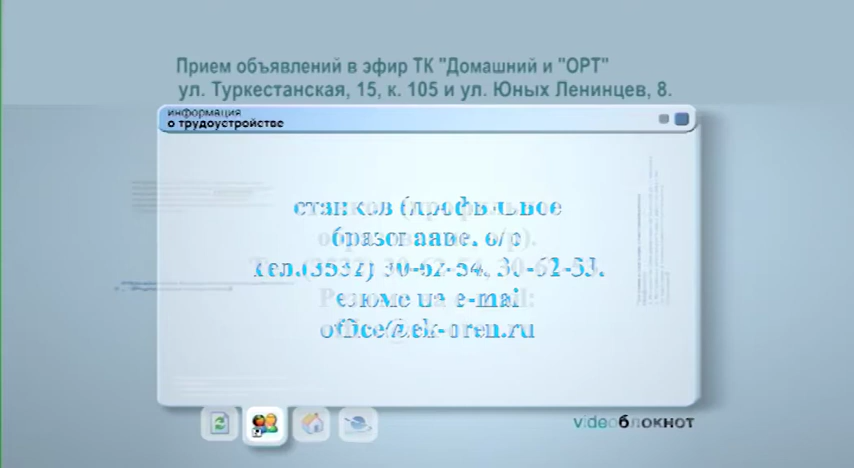 Прием объявлений в эфир ТК "Домашний и "ОРТ"
ул. Туркестанская, 15, к. 105 и ул. Юных Ленинцев, 8.
информация
о трудоустройстве
станков (профильное
образование, о/р).
Тел.(3532) 30-62-54, 30-62-53.
Резюме на e-mail:
office@ek-oren.ru
videoблокнот